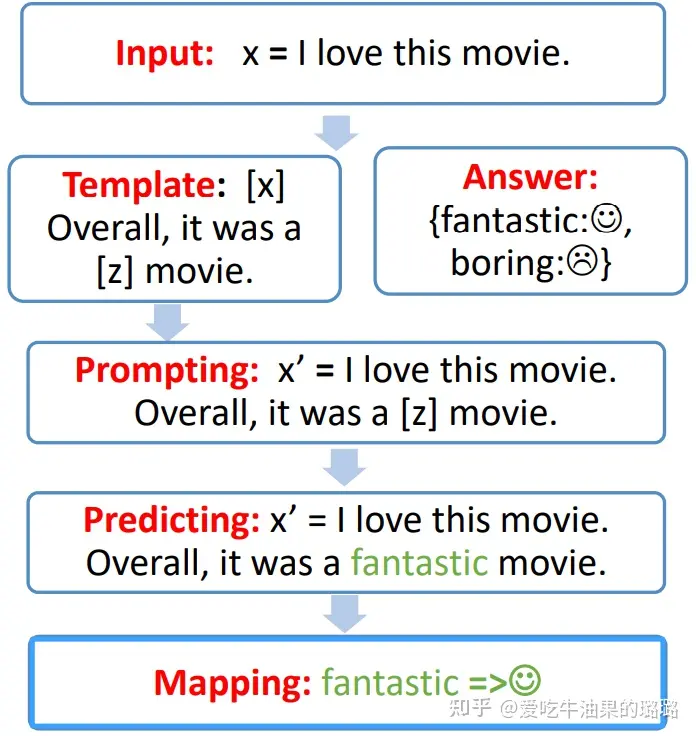 Input: x = I love this movie.
Template: [x]
Overall, it was a
[z] movie.
Answer:
{fantastic:☺,
boring:☹}
Prompting: x’ = I love this movie.
Overall, it was a [z] movie.
Predicting: x’ = I love this movie.
Overall, it was a fantastic movie.
Mapping: fantastic =>☺
知乎 @爱吃牛油果的璐璐